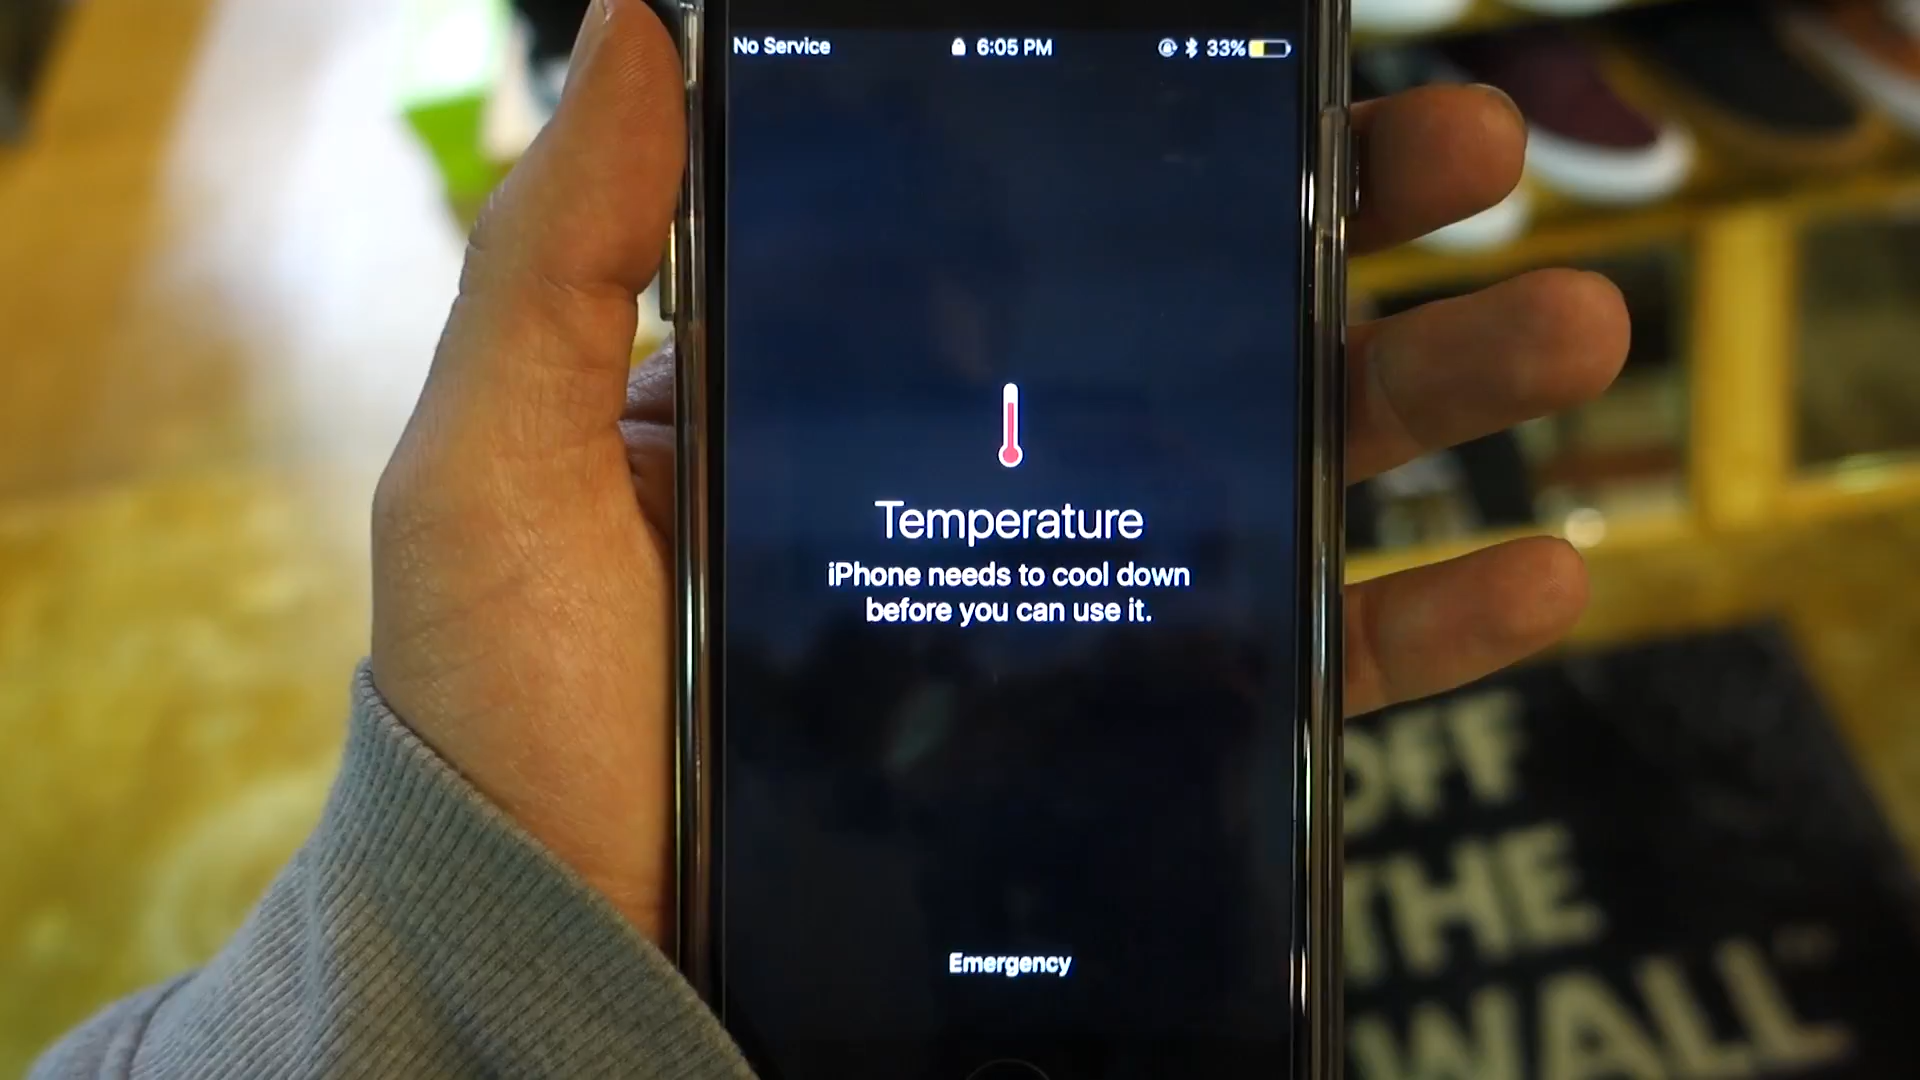 No Service 6:05 PM 33%
Temperature
iPhone needs to cool down
before you can use it.
Emergency
OFF
THE
WALL